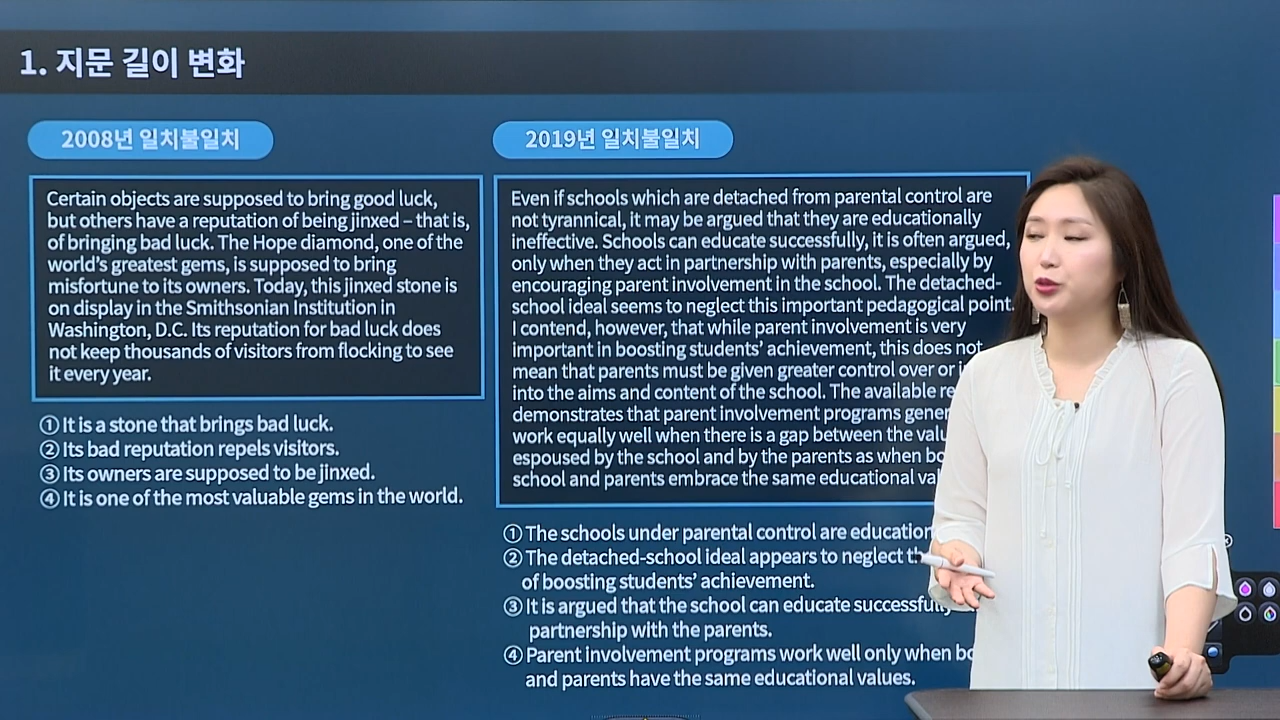 1. 지문 길이 변화
2008년 일치불일치
Certain objects are supposed to bring good luck,
but others have a reputation of being jinxed – that is,
of bringing bad luck. The Hope diamond, one of the
world's greatest gems, is supposed to bring
misfortune to its owners. Today, this jinxed stone is
on display in the Smithsonian Institution in
Washington, D.C. Its reputation for bad luck does
not keep thousands of visitors from flocking to see
it every year.
① It is a stone that brings bad luck.
② Its bad reputation repels visitors.
③ Its owners are supposed to be jinxed.
④ It is one of the most valuable gems in the world.
2019년 일치불일치
Even if schools which are detached from parental control are
not tyrannical, it may be argued that they are educationally
ineffective. Schools can educate successfully, it is often argued,
only when they act in partnership with parents, especially by
encouraging parent involvement in the school. The detached-
school ideal seems to neglect this important pedagogical point.
I contend, however, that while parent involvement is very
important in boosting students' achievement, this does not
mean that parents must be given greater control over or
into the aims and content of the school. The available
demonstrates that parent involvement programs
work equally well when there is a gap between the
espoused by the school and by the parents as when
school and parents embrace the same educational
① The schools under parental control are
② The detached-school ideal appears to neglect
of boosting students' achievement.
③ It is argued that the school can educate successfully
partnership with the parents.
④ Parent involvement programs work well only when
and parents have the same educational values.